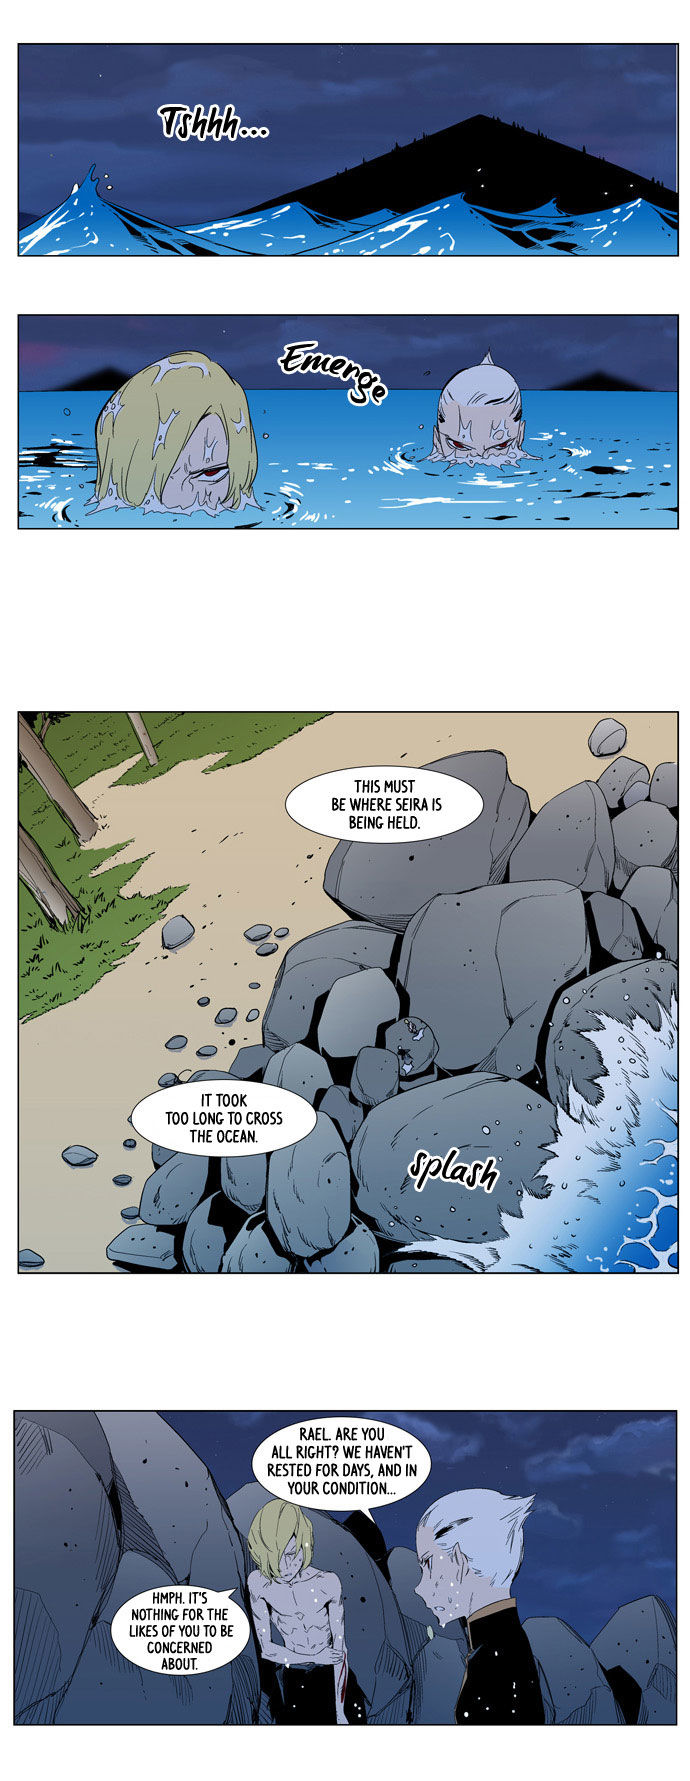 Tshhh...
Emerge
THIS MUST
BE WHERE SEIRA IS
BEING HELD.
IT TOOK
TOO LONG TO CROSS
THE OCEAN.
splash
RAEL. ARE YOU
ALL RIGHT? WE HAVEN'T
RESTED FOR DAYS, AND IN
YOUR CONDITION...
HMPH. IT'S
NOTHING FOR THE
LIKES OF YOU TO BE
CONCERNED
ABOUT.